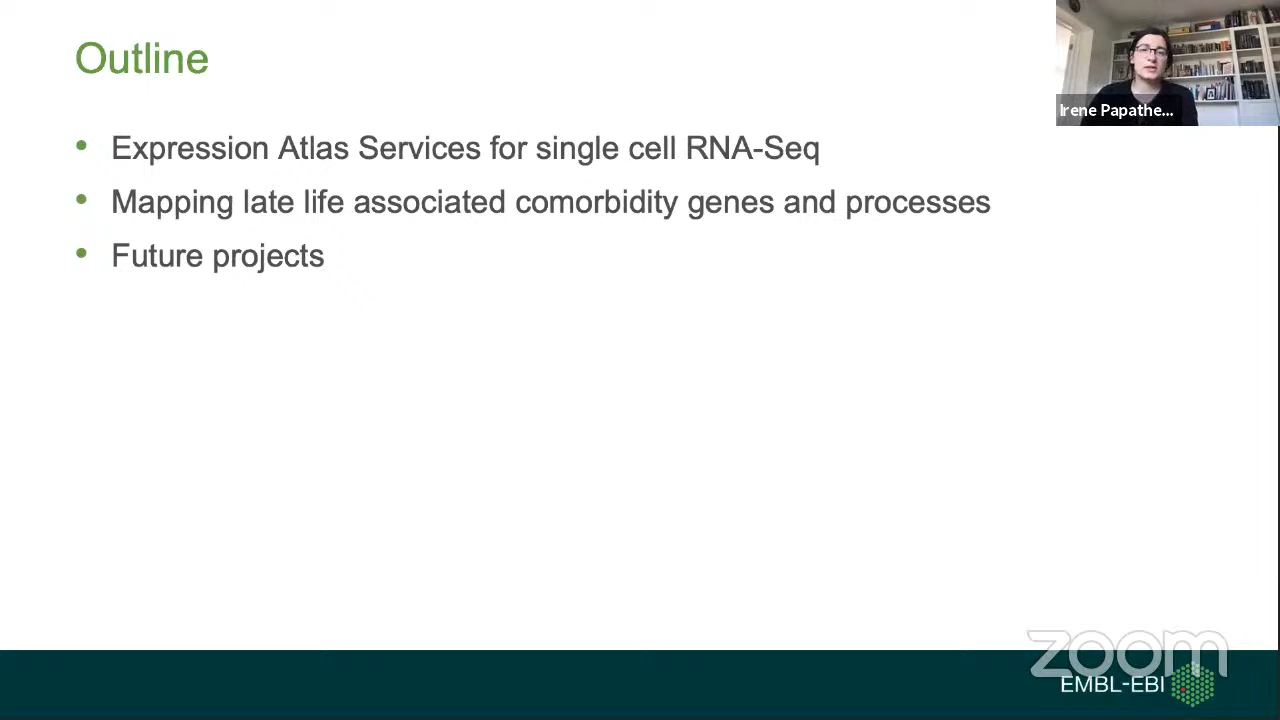 Outline
Irene Papathe...
• Expression Atlas Services for single cell RNA-Seq
• Mapping late life associated comorbidity genes and processes
• Future projects
zoom
EMBL-EBI